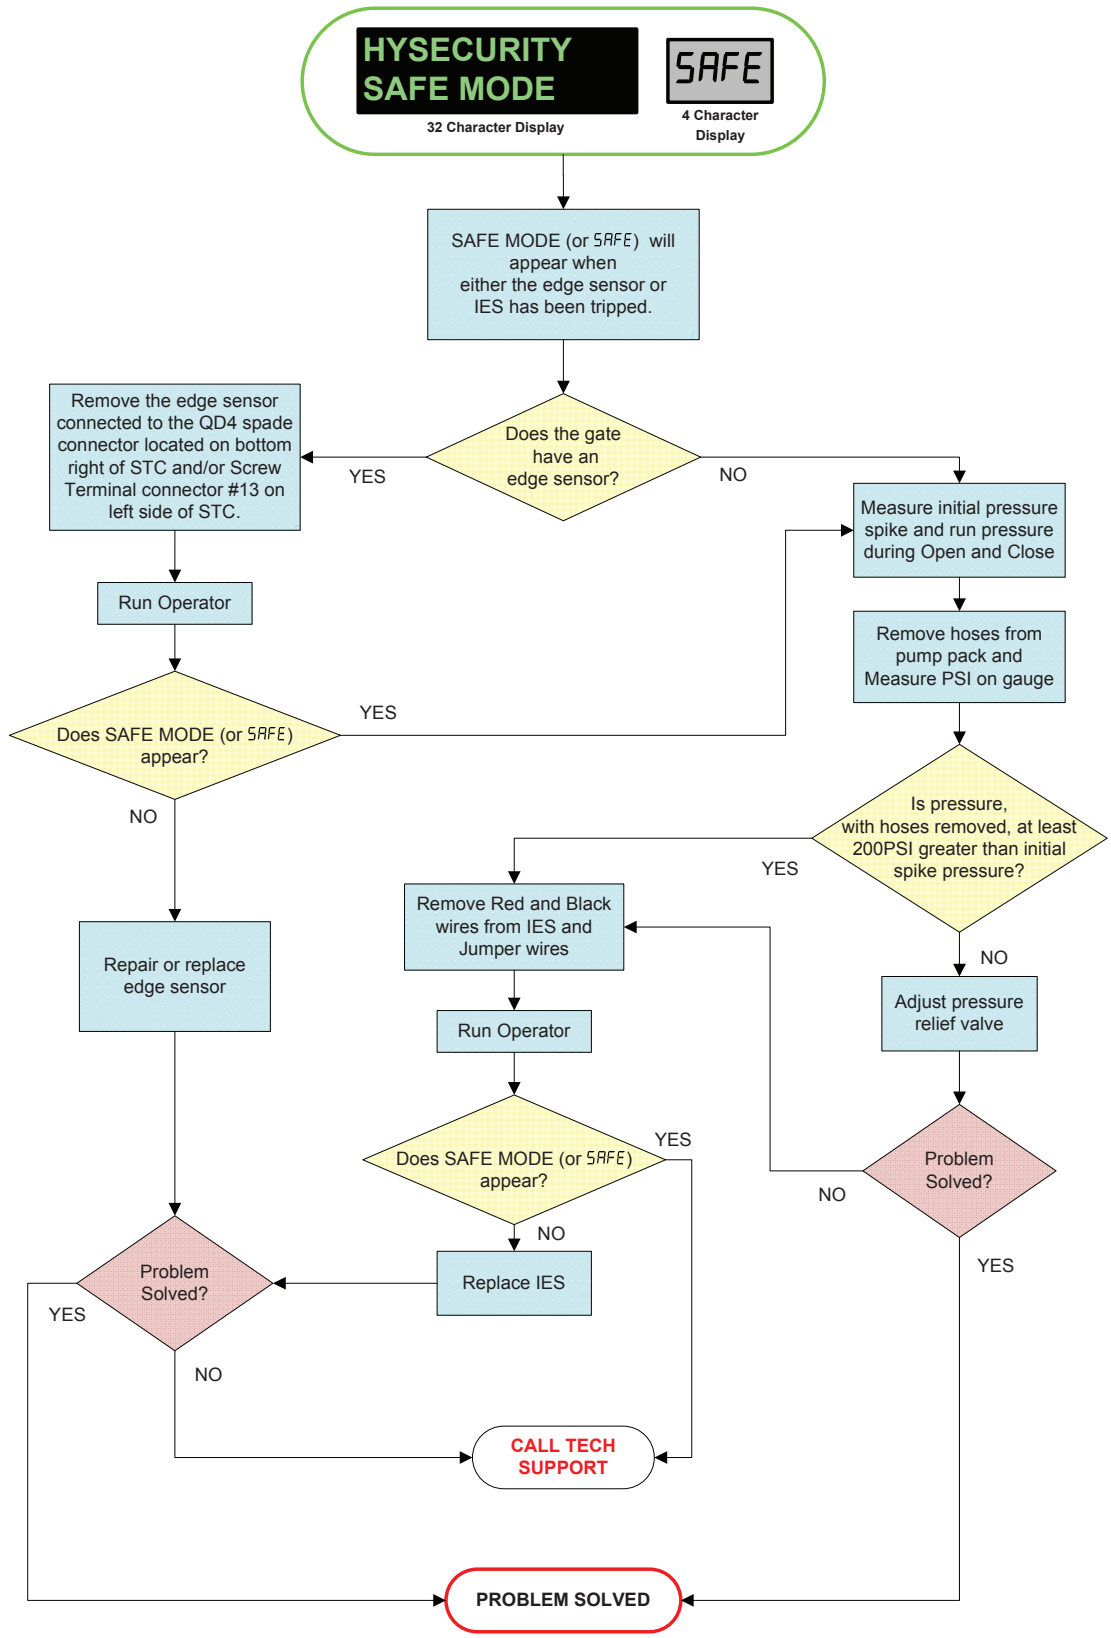 HYSECURITY
SAFE MODE
32 Character Display
SAFE
4 Character
Display
SAFE MODE (or SAFE) will
appear when
either the edge sensor or
IES has been tripped.
Does the gate
have an
edge sensor?
YES
NO
Remove the edge sensor
connected to the QD4 spade
connector located on bottom
right of STC and/or Screw
Terminal connector #13 on
left side of STC.
Run Operator
Does SAFE MODE (or SAFE)
appear?
YES
NO
Measure initial pressure
spike and run pressure
during Open and Close
Remove hoses from
pump pack and
Measure PSI on gauge
Is pressure,
with hoses removed, at least
200PSI greater than initial
spike pressure?
YES
NO
Remove Red and Black
wires from IES and
Jumper wires
Run Operator
Does SAFE MODE (or SAFE)
appear?
YES
NO
Replace IES
Adjust pressure
relief valve
Problem
Solved?
NO
YES
Repair or replace
edge sensor
Problem
Solved?
YES
NO
CALL TECH
SUPPORT
PROBLEM SOLVED